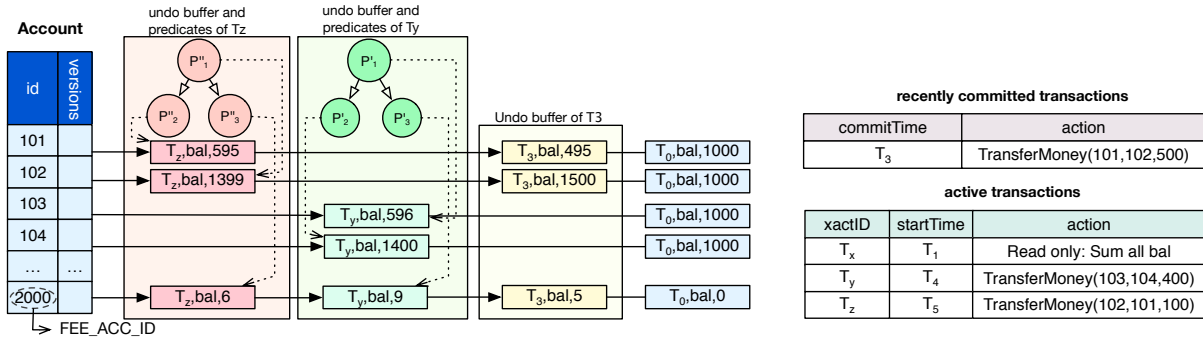 Account
id
versions
101
102
103
104
...
...
2000
FEE_ACC_ID
undo buffer and
predicates of Tz
P"1
P"2
P"3
Tz,bal,595
Tz,bal,1399
Tz,bal,6
undo buffer and
predicates of Ty
P'1
P'2
P'3
Ty,bal,596
Ty,bal,1400
Ty,bal,9
Undo buffer of T3
T3,bal,495
T3,bal,1500
T3,bal,5
T0,bal,1000
T0,bal,1000
T0,bal,1000
T0,bal,1000
T0,bal,0
recently committed transactions
commitTime action
T3 TransferMoney(101,102,500)
active transactions
xactID startTime action
Tx T1 Read only: Sum all bal
Ty T4 TransferMoney(103,104,400)
Tz T5 TransferMoney(102,101,100)